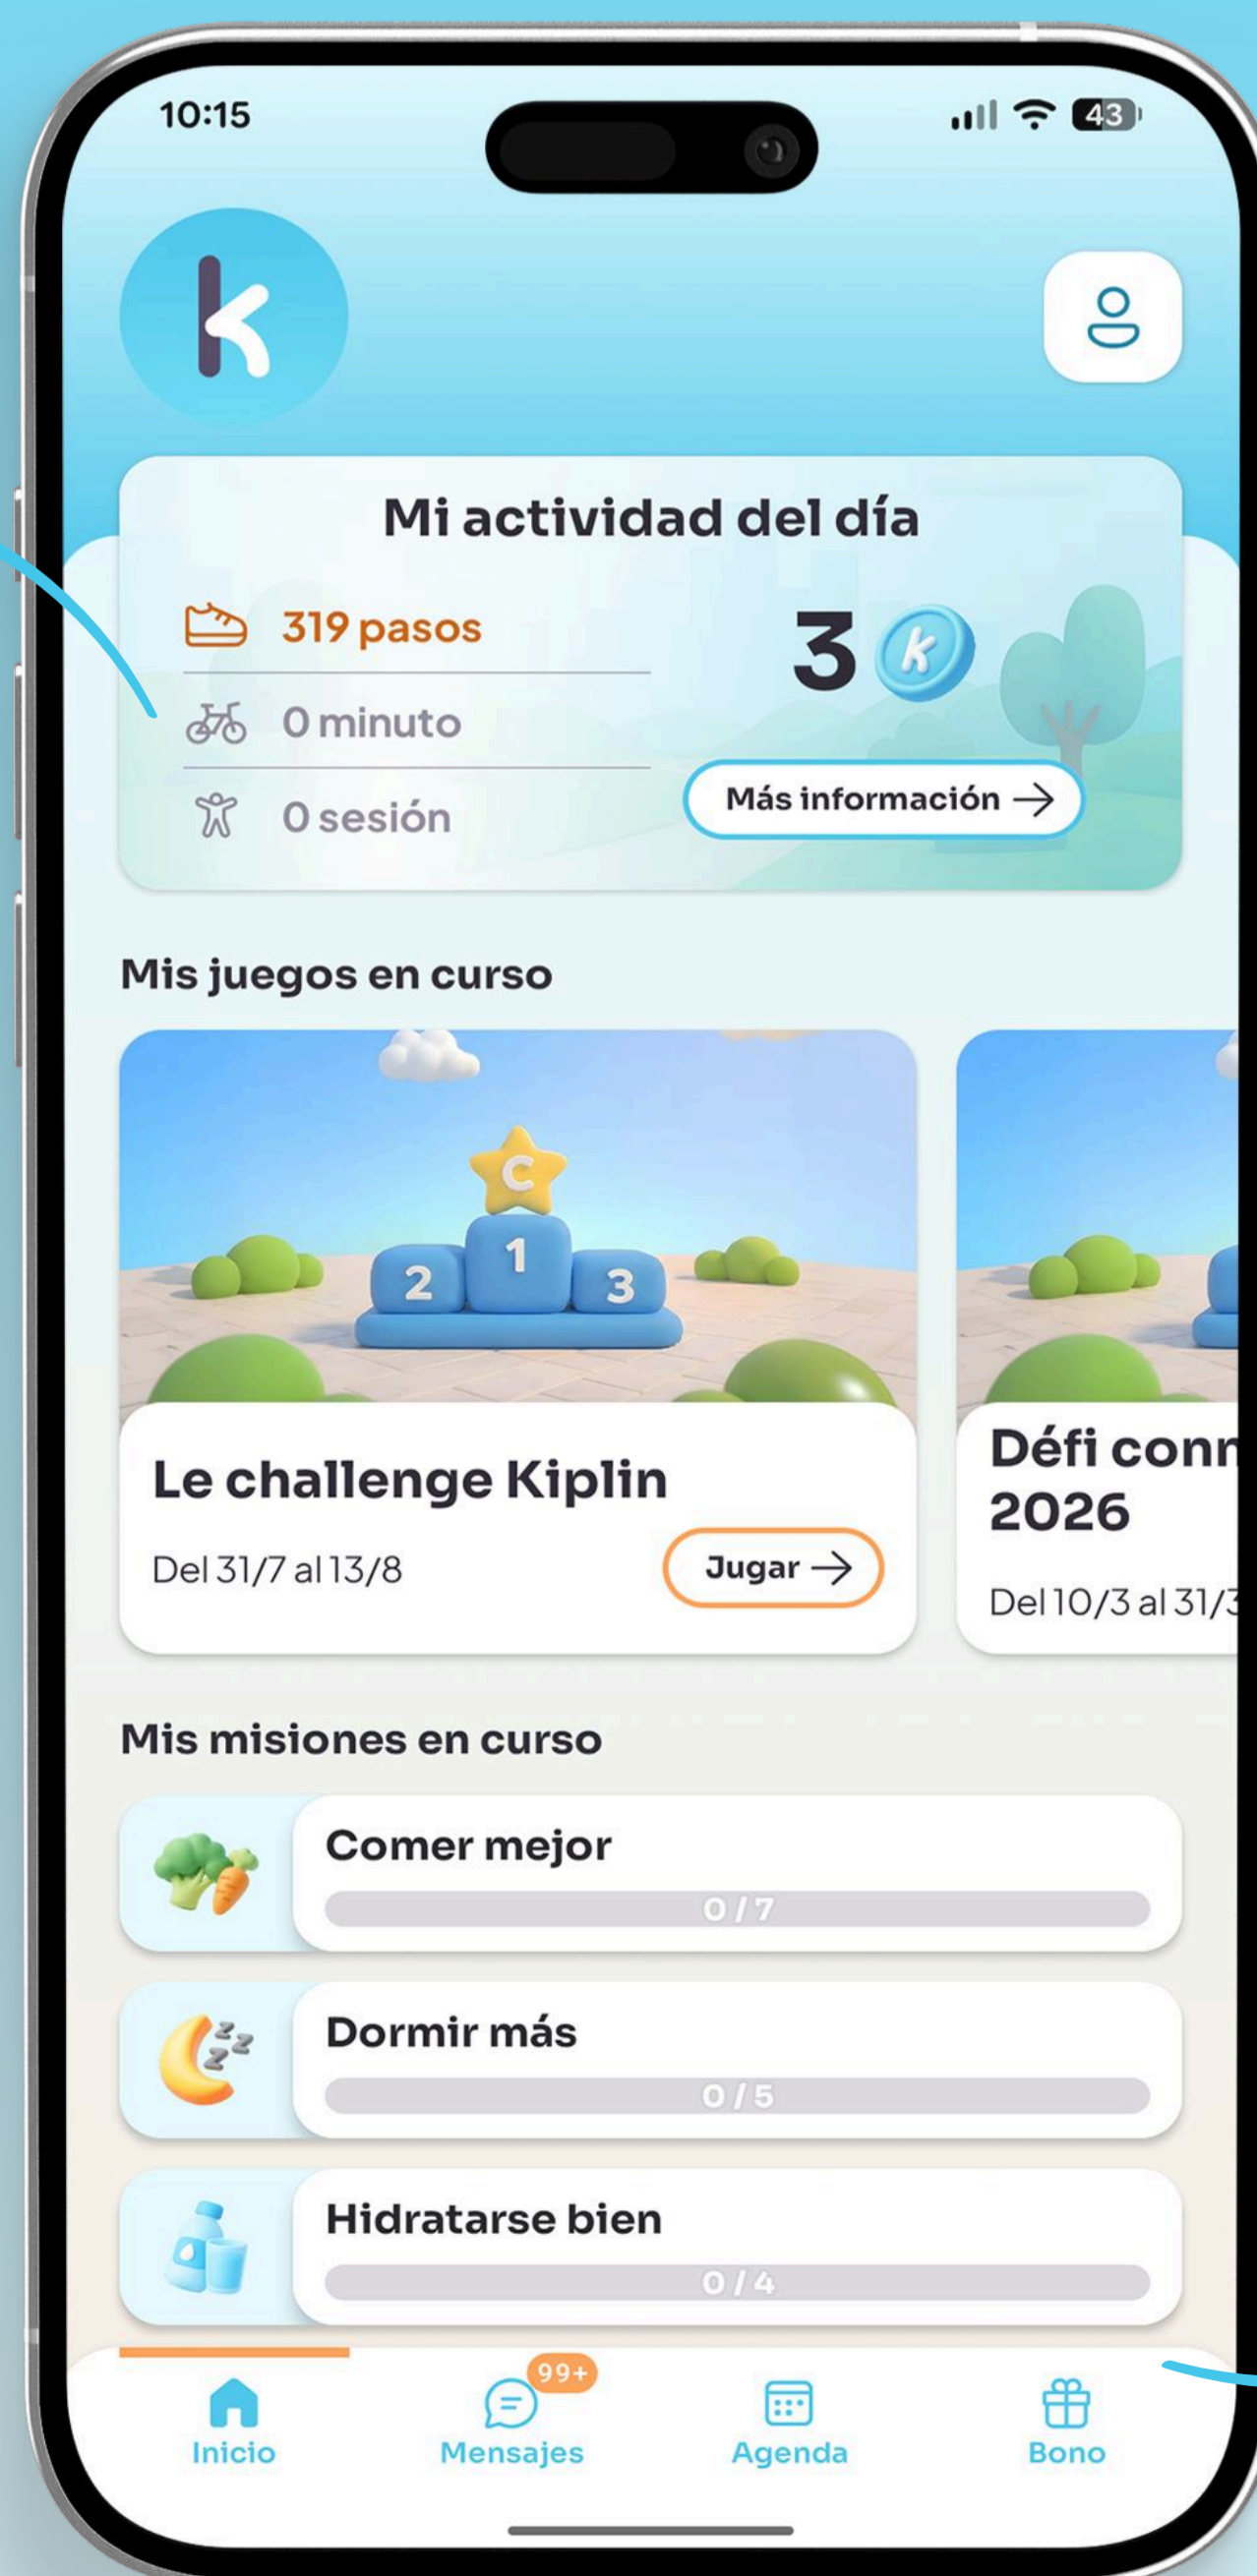 10:15
43
k
Mi actividad del día
319 pasos
3 k
0 minuto
0 sesión
Más información
Mis juegos en curso
C
1
2
3
Le challenge Kiplin
Del 31/7 al 13/8
Jugar
Défi
2026
Del 10/3 al 31/3
Mis misiones en curso
Comer mejor
0 / 7
Dormir más
z z z z
0 / 5
Hidratarse bien
0 / 4
99+
Inicio
Mensajes
Agenda
Bono